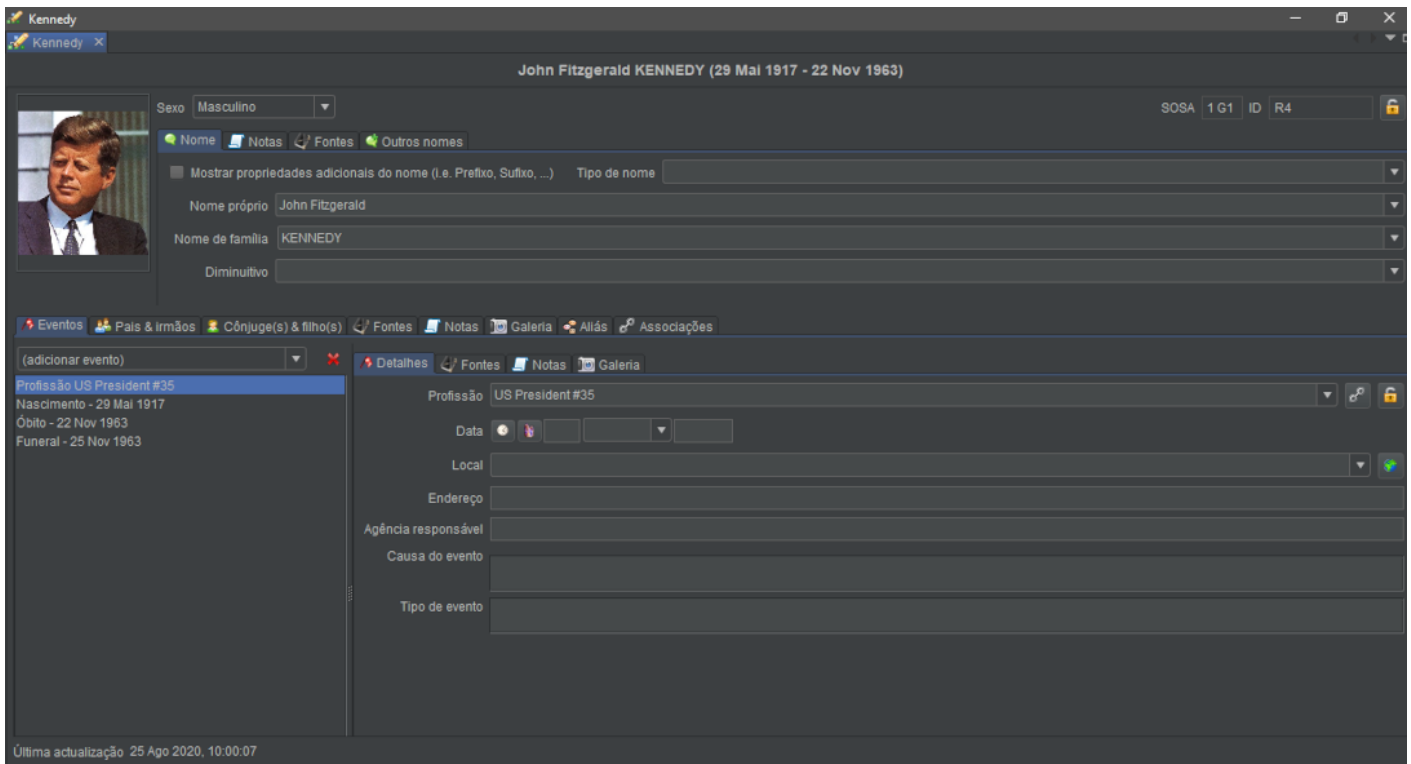 Kennedy
Kennedy
John Fitzgerald KENNEDY (29 Mai 1917 - 22 Nov 1963)
Sexo Masculino SOSA 1 G1 ID R4
Nome Notas Fontes Outros nomes
Mostrar propriedades adicionais do nome (i.e. Prefixo, Sufixo, ...) Tipo de nome
Nome próprio John Fitzgerald
Nome de família KENNEDY
Diminuitivo
Eventos Pais & irmãos Cônjuge(s) & filho(s) Fontes Notas Galeria Aliás Associações
(adicionar evento)
Profissão US President #35
Nascimento - 29 Mai 1917
Óbito - 22 Nov 1963
Funeral - 25 Nov 1963
Detalhes Fontes Notas Galeria
Profissão US President #35
Data
Local
Endereço
Agência responsável
Causa do evento
Tipo de evento
Última actualização 25 Ago 2020, 10:00:07